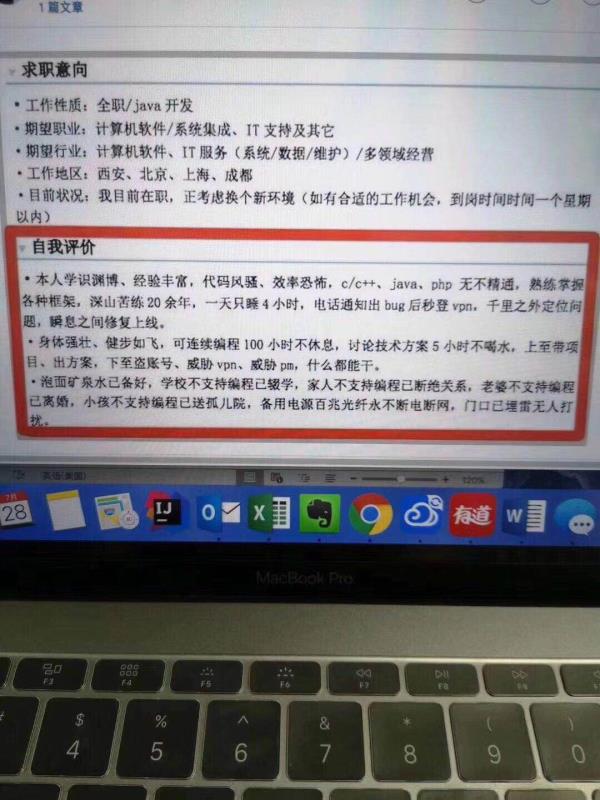 1 篇文章
求职意向
• 工作性质：全职/java 开发
• 期望职业：计算机软件/系统集成、IT 支持及其它
• 期望行业：计算机软件、IT 服务（系统/数据/维护）/多领域经营
• 工作地区：西安、北京、上海、成都
• 目前状况：我目前在职，正考虑换个新环境（如有合适的工作机会，到岗时间时间一个星期
以内）
自我评价
• 本人学识渊博、经验丰富，代码风骚、效率恐怖，c/c++、java、php 无不精通，熟练掌握
各种框架，深山苦练 20 余年，一天只睡 4 小时，电话通知出 bug 后秒登 vpn，千里之外定位问
题，瞬息之间修复上线。
• 身体强壮、健步如飞，可连续编程 100 小时不休息，讨论技术方案 5 小时不喝水，上至带项
目、出方案，下至盗账号、威胁 vpn、威胁 pm，什么都能干。
• 泡面矿泉水已备好，学校不支持编程已辍学，家人不支持编程已断绝关系，老婆不支持编程
已离婚，小孩不支持编程已送孤儿院，备用电源百兆光纤永不断电断网，门口已埋雷无人打
扰。
英语(美国)
120%
7月
28
IJ
有道
MacBook Pro
F3 F4 F5 F6 F7 F8 F9
# $ % ^ & * ( )
4 5 6 7 8 9 0